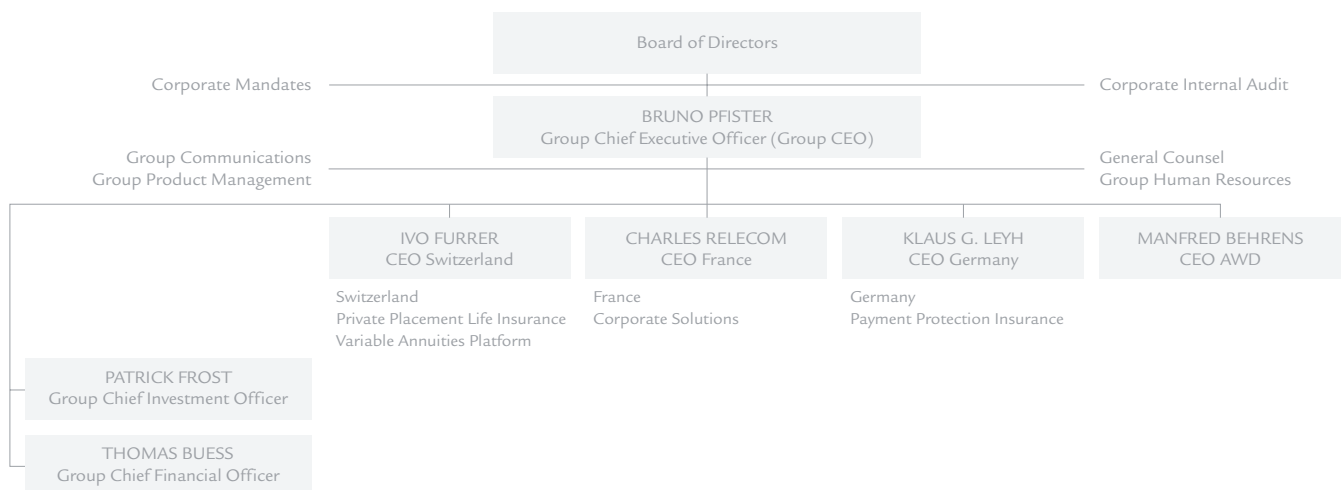 Board of Directors
Corporate Mandates
Corporate Internal Audit
BRUNO PFISTER
Group Chief Executive Officer (Group CEO)
Group Communications
Group Product Management
General Counsel
Group Human Resources
IVO FURRER
CEO Switzerland
CHARLES RELECOM
CEO France
KLAUS G. LEYH
CEO Germany
MANFRED BEHRENS
CEO AWD
Switzerland
Private Placement Life Insurance
Variable Annuities Platform
France
Corporate Solutions
Germany
Payment Protection Insurance
PATRICK FROST
Group Chief Investment Officer
THOMAS BUESS
Group Chief Financial Officer